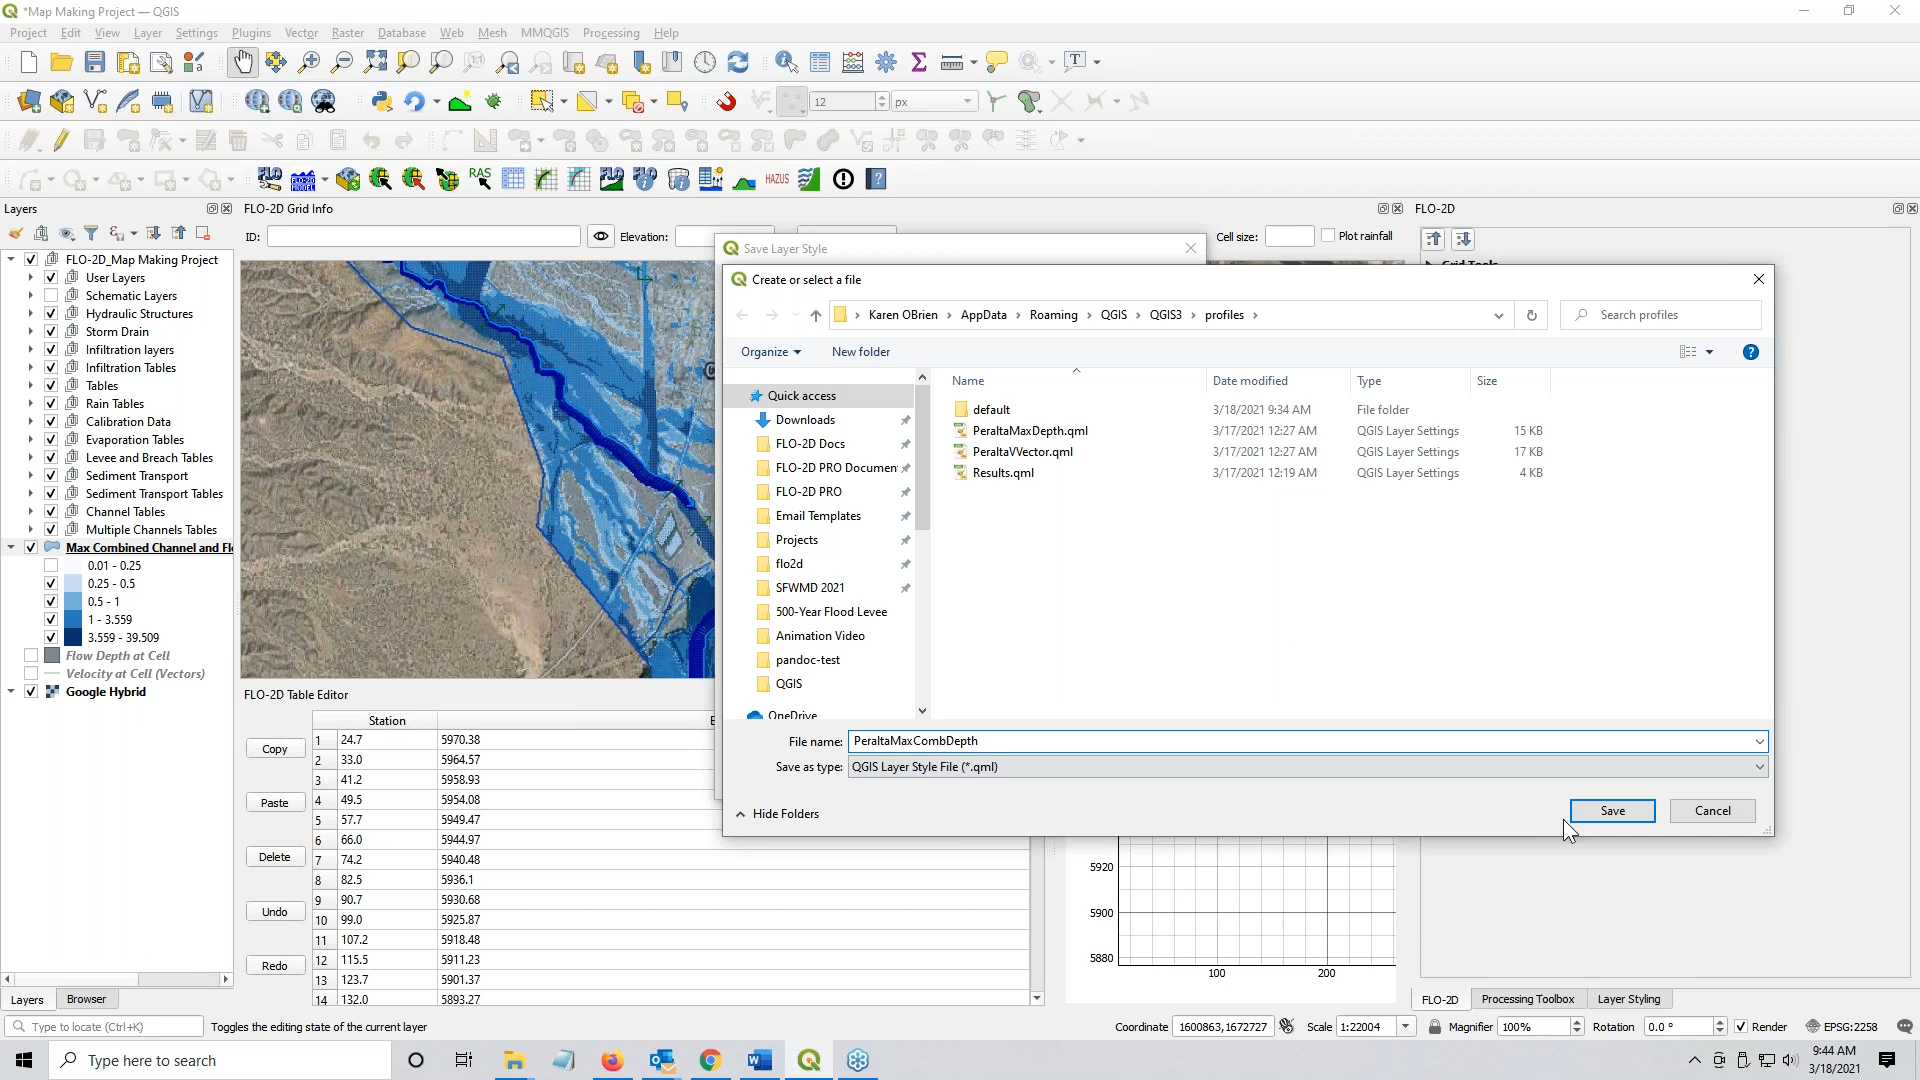 *Map Making Project — QGIS
Project Edit View Layer Settings Plugins Vector Raster Database Web Mesh MMQGIS Processing Help
12 px
RAS HAZUS
Layers
FLO-2D Grid Info
FLO-2D
ID:
Elevation:
Cell size:
Plot rainfall
Save Layer Style
Create or select a file
Karen OBrien › AppData › Roaming › QGIS › QGIS3 › profiles ›
Search profiles
Organize
New folder
Name Date modified Type Size
default 3/18/2021 9:34 AM File folder
PeraltaMaxDepth.qml 3/17/2021 12:27 AM QGIS Layer Settings 15 KB
PeraltaVVector.qml 3/17/2021 12:27 AM QGIS Layer Settings 17 KB
Results.qml 3/17/2021 12:19 AM QGIS Layer Settings 4 KB
Quick access
Downloads
FLO-2D Docs
FLO-2D PRO Documen
FLO-2D PRO
Email Templates
Projects
flo2d
SFWMD 2021
500-Year Flood Levee
Animation Video
pandoc-test
QGIS
OneDrive
File name: PeraltaMaxCombDepth
Save as type: QGIS Layer Style File (*.qml)
Hide Folders
Save
Cancel
FLO-2D_Map Making Project
User Layers
Schematic Layers
Hydraulic Structures
Storm Drain
Infiltration layers
Infiltration Tables
Tables
Rain Tables
Calibration Data
Evaporation Tables
Levee and Breach Tables
Sediment Transport
Sediment Transport Tables
Channel Tables
Multiple Channels Tables
Max Combined Channel and Fl
0.01 - 0.25
0.25 - 0.5
0.5 - 1
1 - 3.559
3.559 - 39.509
Flow Depth at Cell
Velocity at Cell (Vectors)
Google Hybrid
FLO-2D Table Editor
Copy
Paste
Delete
Undo
Redo
Station
1 24.7 5970.38
2 33.0 5964.57
3 41.2 5958.93
4 49.5 5954.08
5 57.7 5949.47
6 66.0 5944.97
7 74.2 5940.48
8 82.5 5936.1
9 90.7 5930.68
10 99.0 5925.87
11 107.2 5918.48
12 115.5 5911.23
13 123.7 5901.37
14 132.0 5893.27
5920
5900
5880
100 200
Layers Browser
FLO-2D Processing Toolbox Layer Styling
Type to locate (Ctrl+K)
Toggles the editing state of the current layer
Coordinate 1600863,1672727 Scale 1:22004 Magnifier 100% Rotation 0.0 ° Render EPSG:2258
Type here to search
9:44 AM
3/18/2021